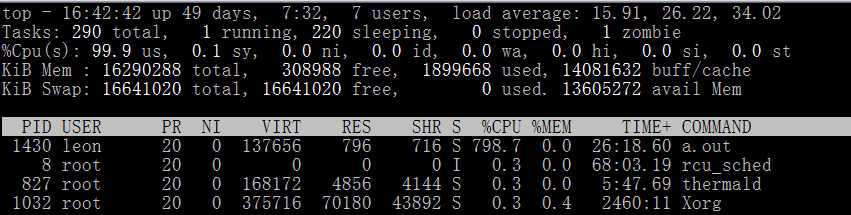 top - 16:42:42 up 49 days,  7:32,  7 users,  load average: 15.91, 26.22, 34.02
Tasks: 290 total,   1 running, 220 sleeping,   0 stopped,   1 zombie
%Cpu(s): 99.9 us,  0.1 sy,  0.0 ni,  0.0 id,  0.0 wa,  0.0 hi,  0.0 si,  0.0 st
KiB Mem : 16290288 total,   308988 free,  1899668 used, 14081632 buff/cache
KiB Swap: 16641020 total, 16641020 free,        0 used. 13605272 avail Mem
PID USER      PR  NI    VIRT    RES    SHR S  %CPU %MEM     TIME+ COMMAND
1430 leon      20   0  137656    796    716 S 798.7  0.0  26:18.60 a.out
8 root      20   0       0      0      0 I   0.3  0.0  68:03.19 rcu_sched
827 root      20   0  168172   4856   4144 S   0.3  0.0   5:47.69 thermald
1032 root      20   0  375716  70180  43892 S   0.3  0.4   2460:11 Xorg